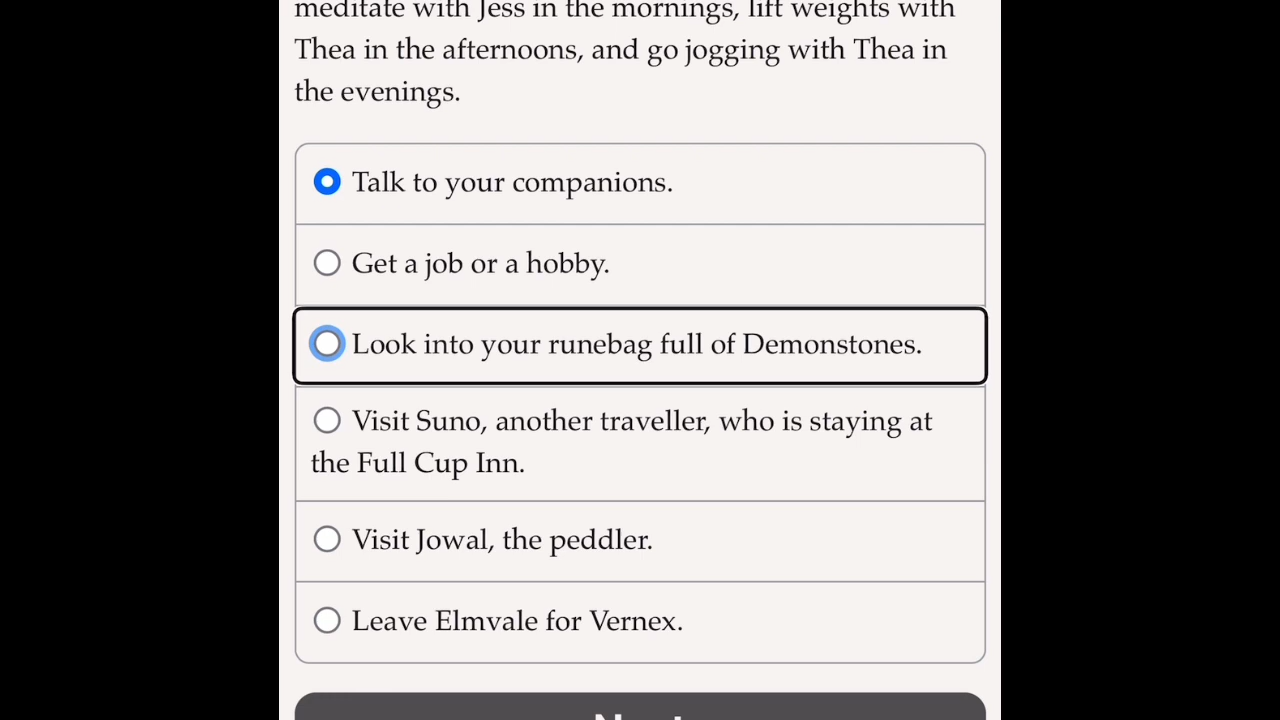 meditate with Jess in the mornings, lift weights with
Thea in the afternoons, and go jogging with Thea in
the evenings.
Talk to your companions.
Get a job or a hobby.
Look into your runebag full of Demonstones.
Visit Suno, another traveller, who is staying at
the Full Cup Inn.
Visit Jowal, the peddler.
Leave Elmvale for Vernex.